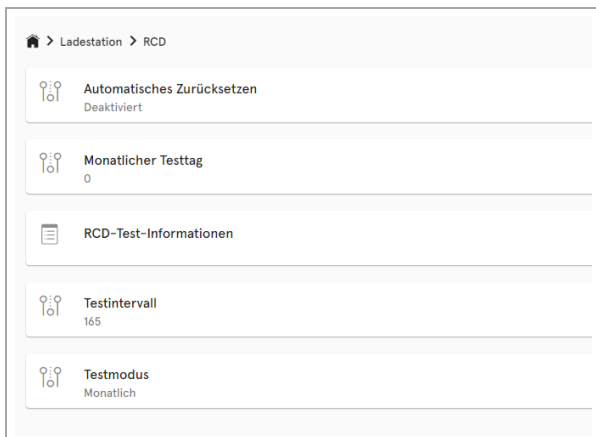 Ladestation > RCD
Automatisches Zurücksetzen
Deaktiviert
Monatlicher Testtag
0
RCD-Test-Informationen
Testintervall
165
Testmodus
Monatlich